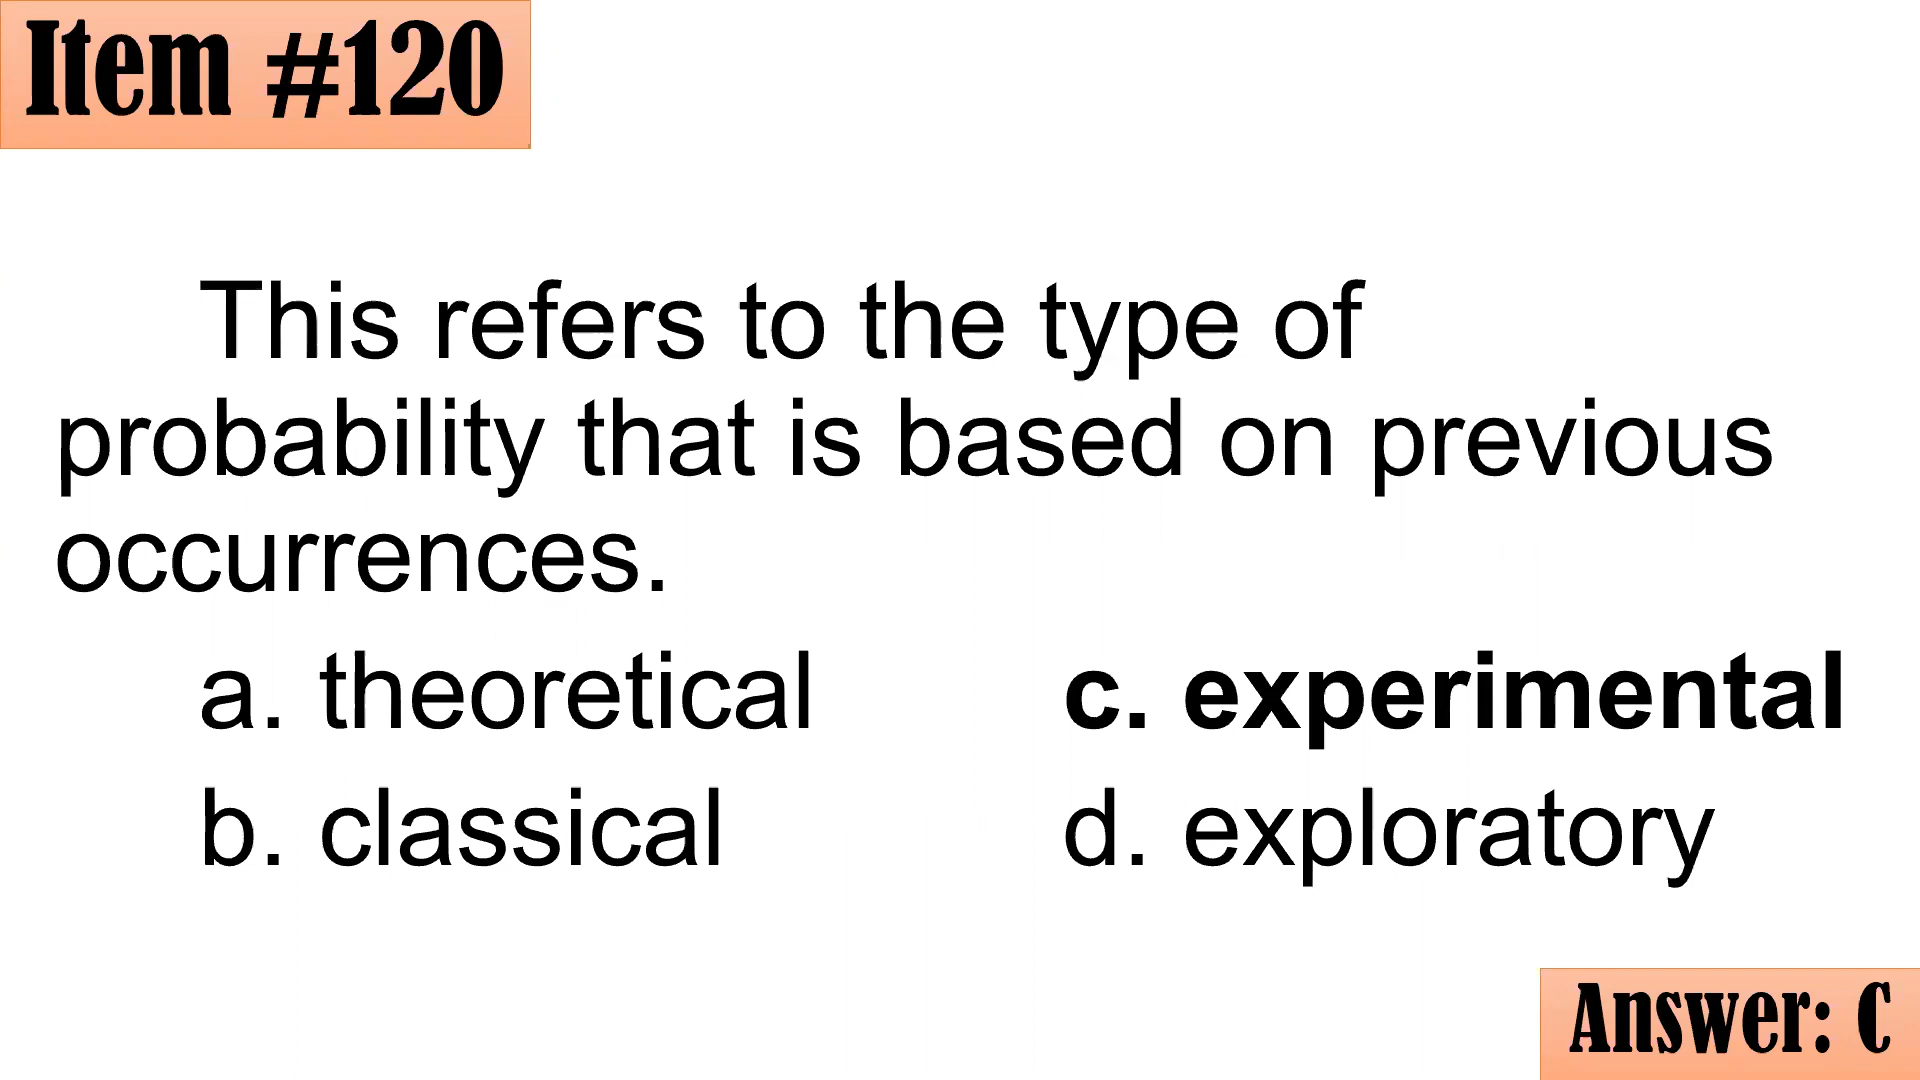 Item #120
This refers to the type of
probability that is based on previous
occurrences.
a. theoretical c. experimental
b. classical d. exploratory
Answer: C